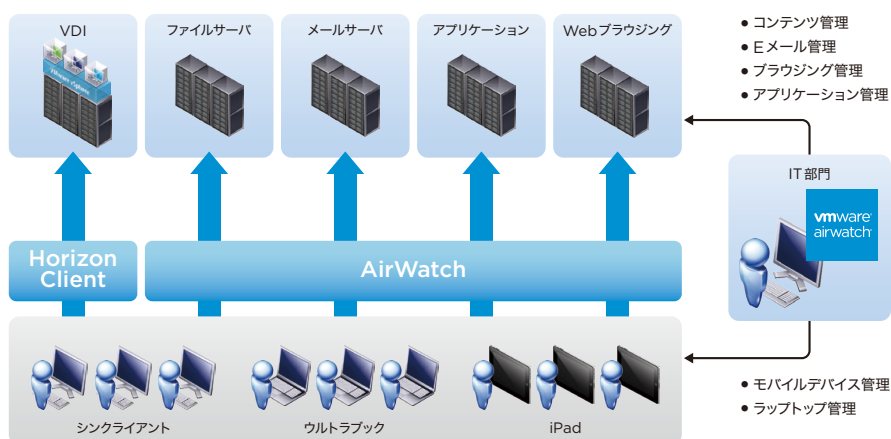 VDI
ファイルサーバ
メールサーバ
アプリケーション
Webブラウジング
VMware vSphere
● コンテンツ管理
● Eメール管理
● ブラウジング管理
● アプリケーション管理
IT部門
vmware
airwatch
Horizon
Client
AirWatch
シンクライアント
ウルトラブック
iPad
● モバイルデバイス管理
● ラップトップ管理